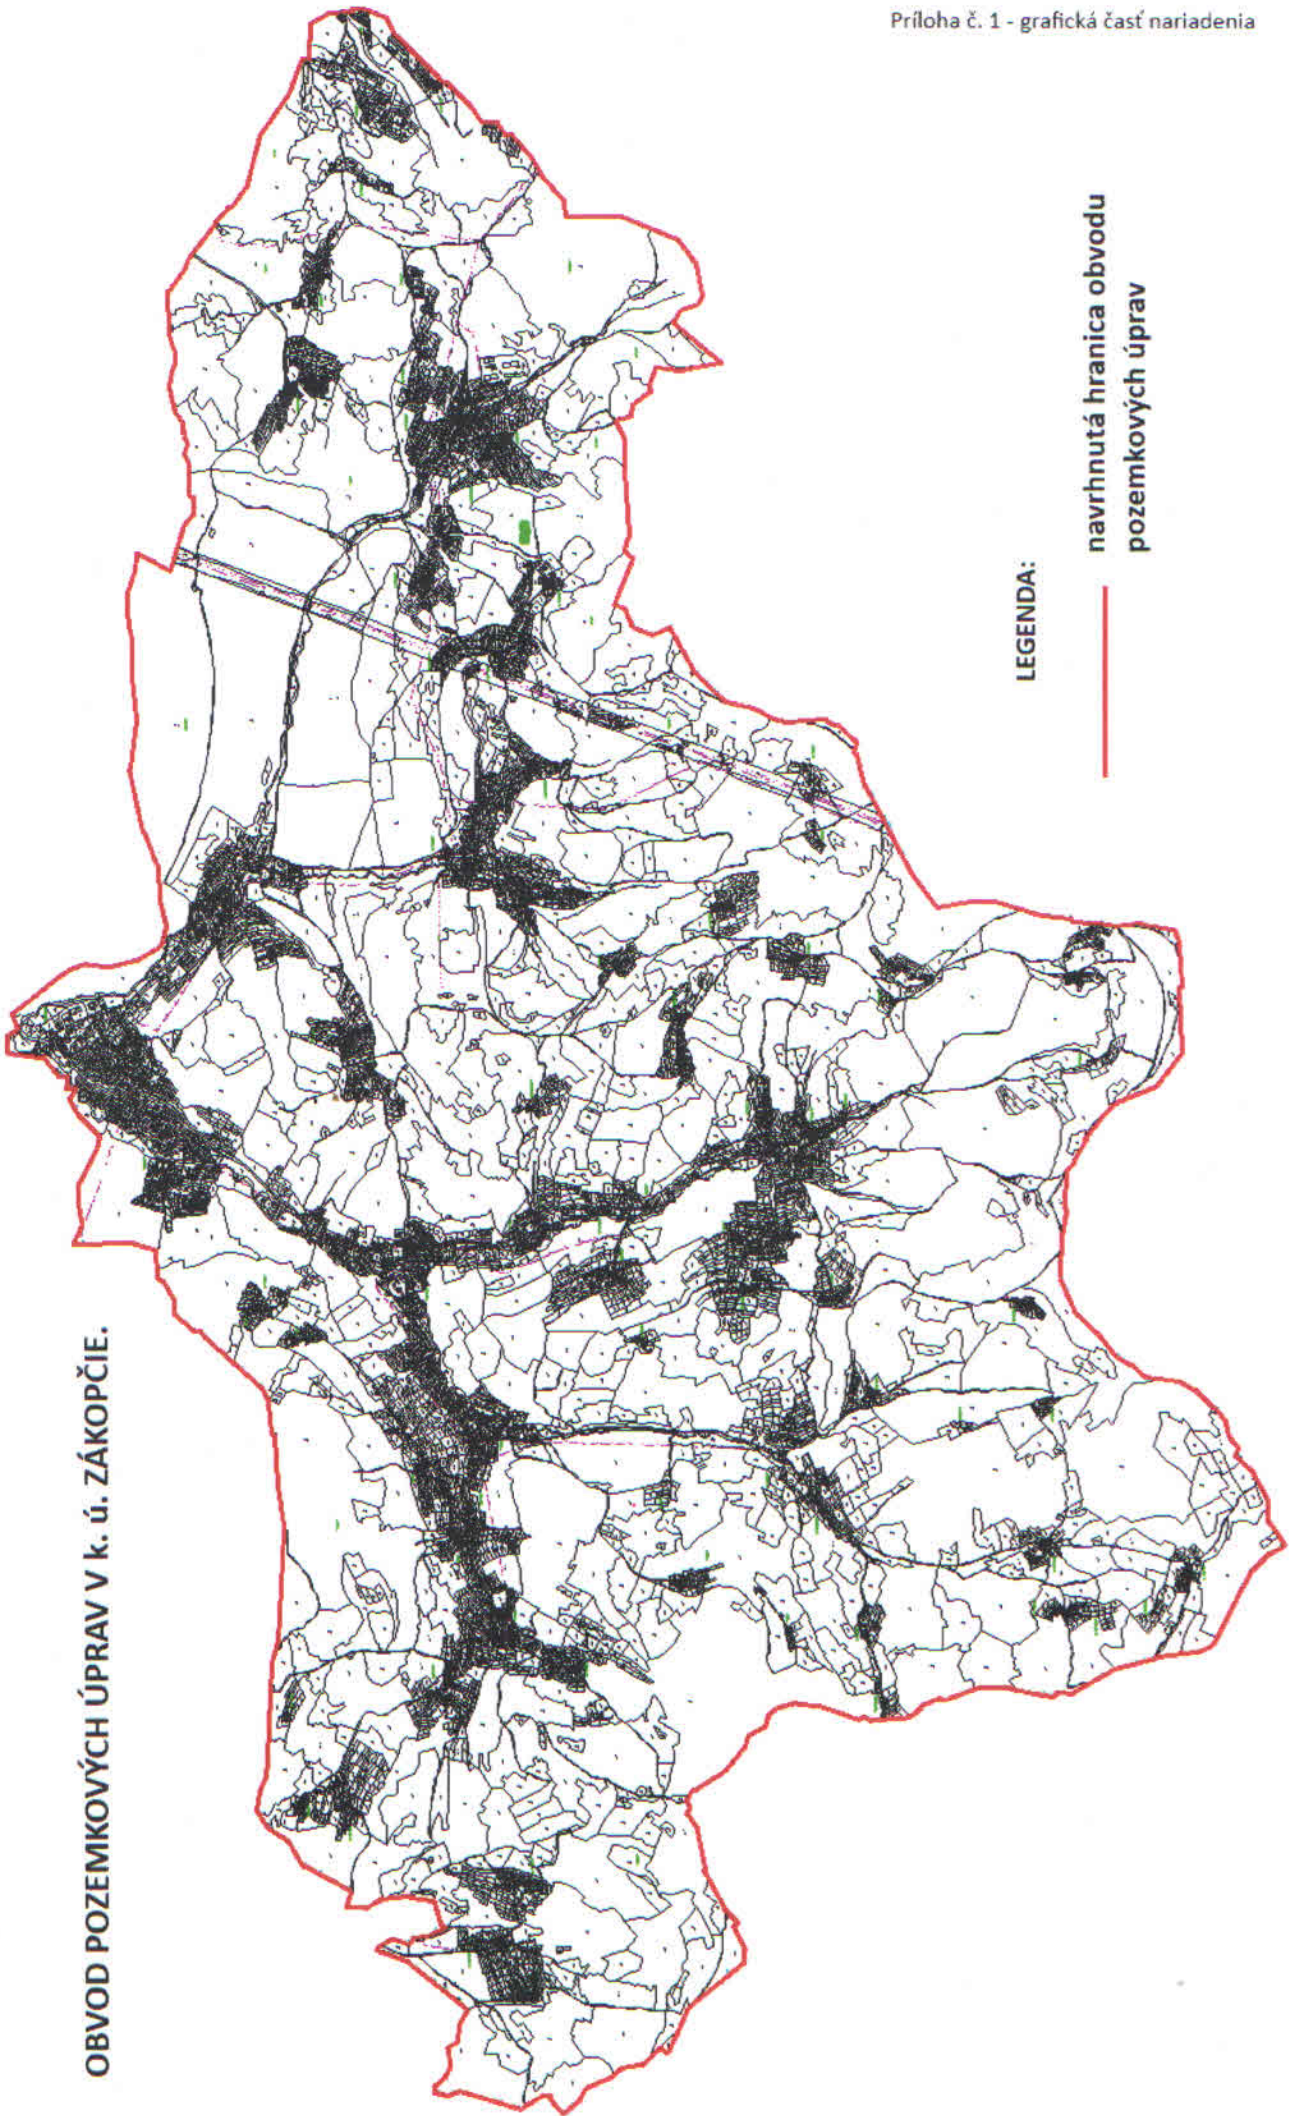 Príloha č. 1 - grafická časť nariadenia
OBVOD POZEMKOVÝCH ÚPRAV V k. ú. ZÁKOPČIE.
LEGENDA:
navrhnutá hranica obvodu
pozemkových úprav